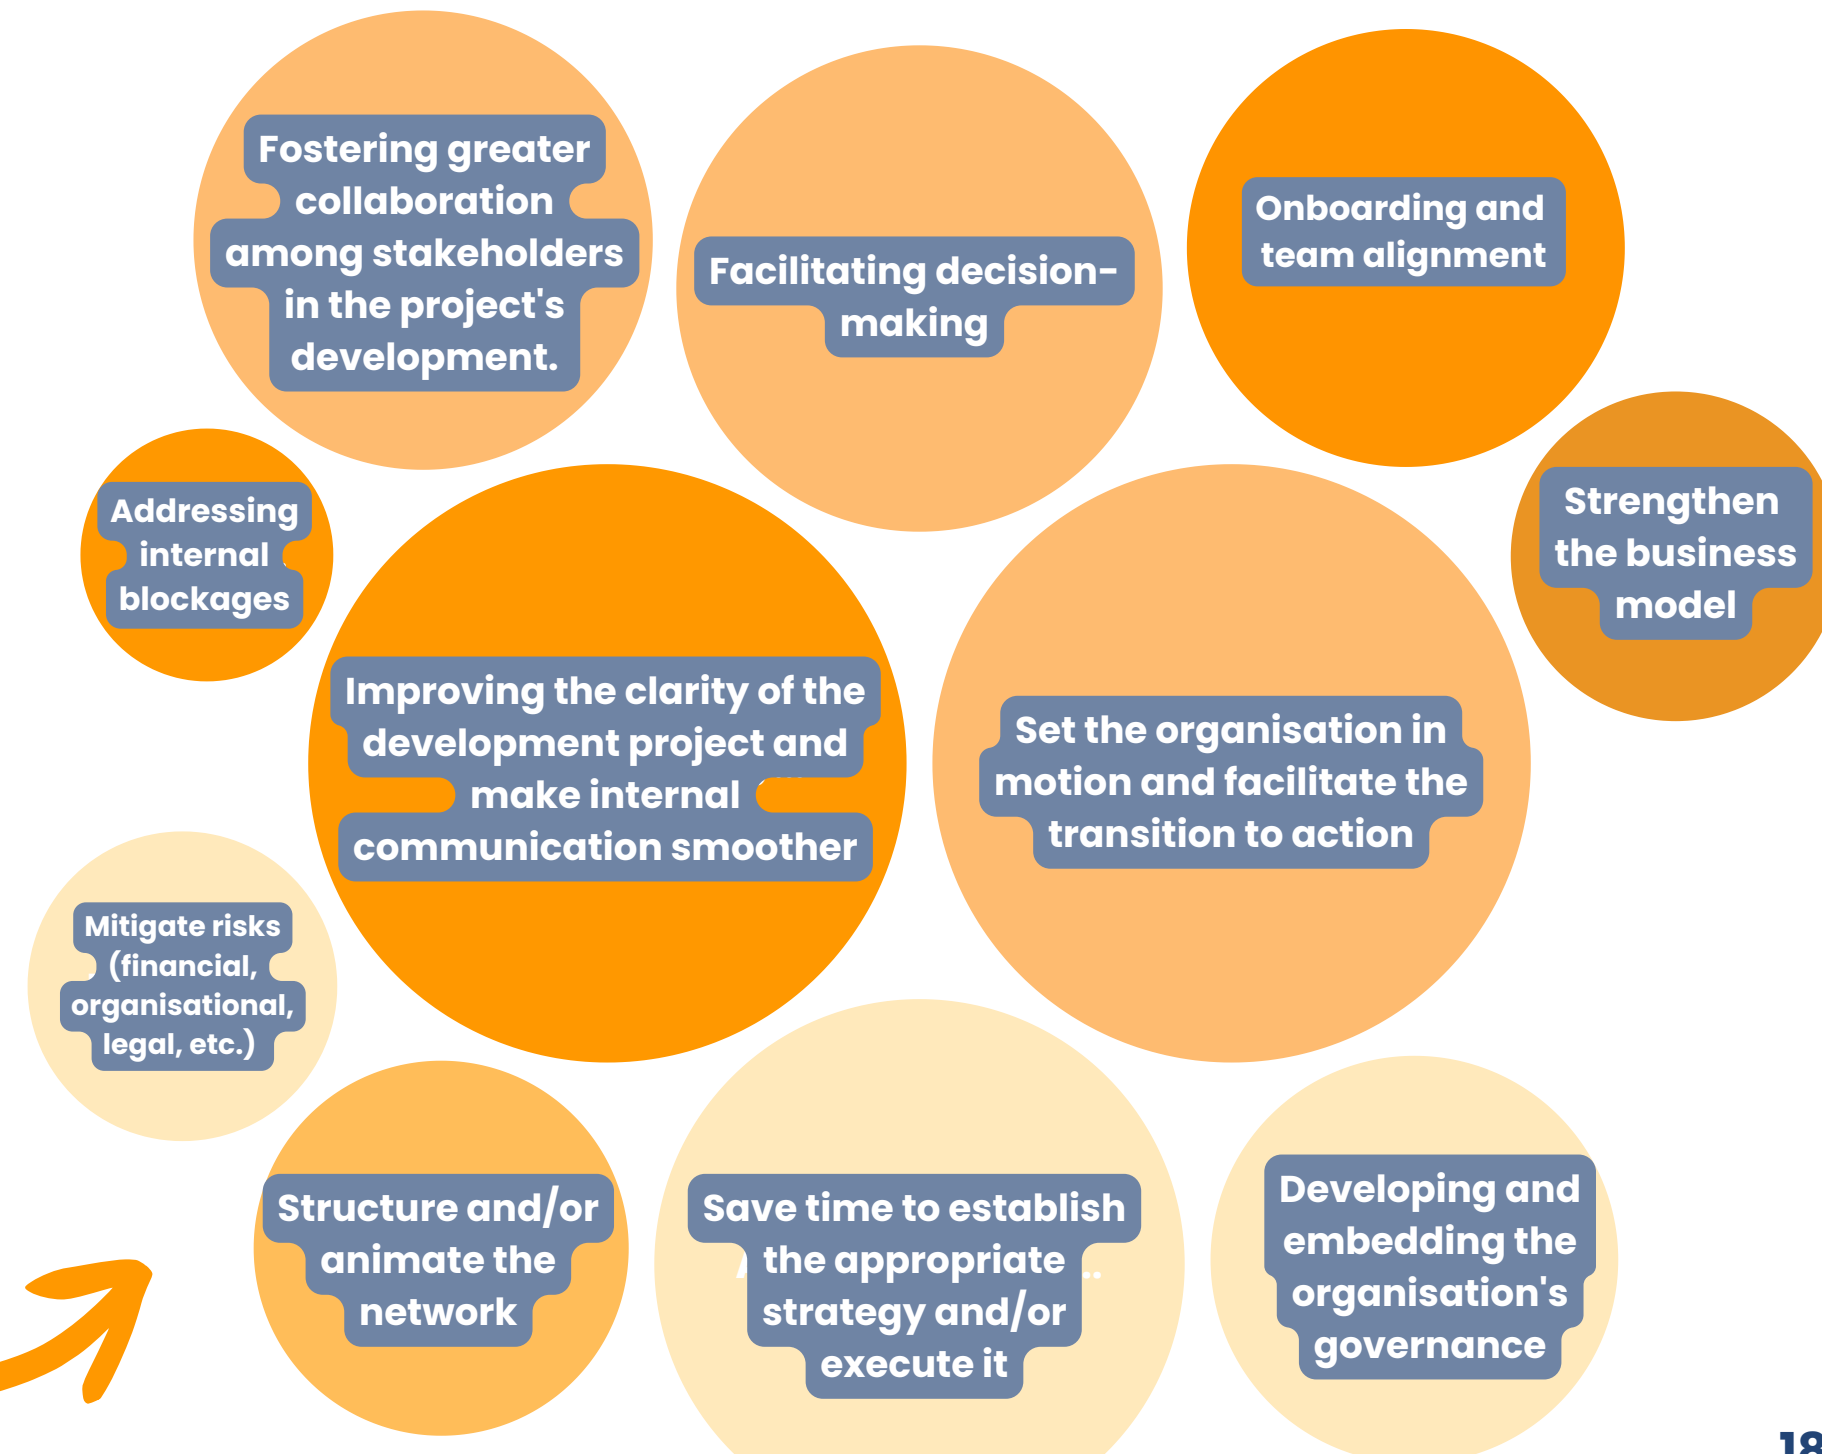 Fostering greater
collaboration
among stakeholders
in the project's
development.
Facilitating decision-
making
Onboarding and
team alignment
Addressing
internal
blockages
Strengthen
the business
model
Improving the clarity of the
development project and
make internal
communication smoother
Set the organisation in
motion and facilitate the
transition to action
Mitigate risks
(financial,
organisational,
legal, etc.)
Structure and/or
animate the
network
Save time to establish
the appropriate
strategy and/or
execute it
Developing and
embedding the
organisation's
governance
18